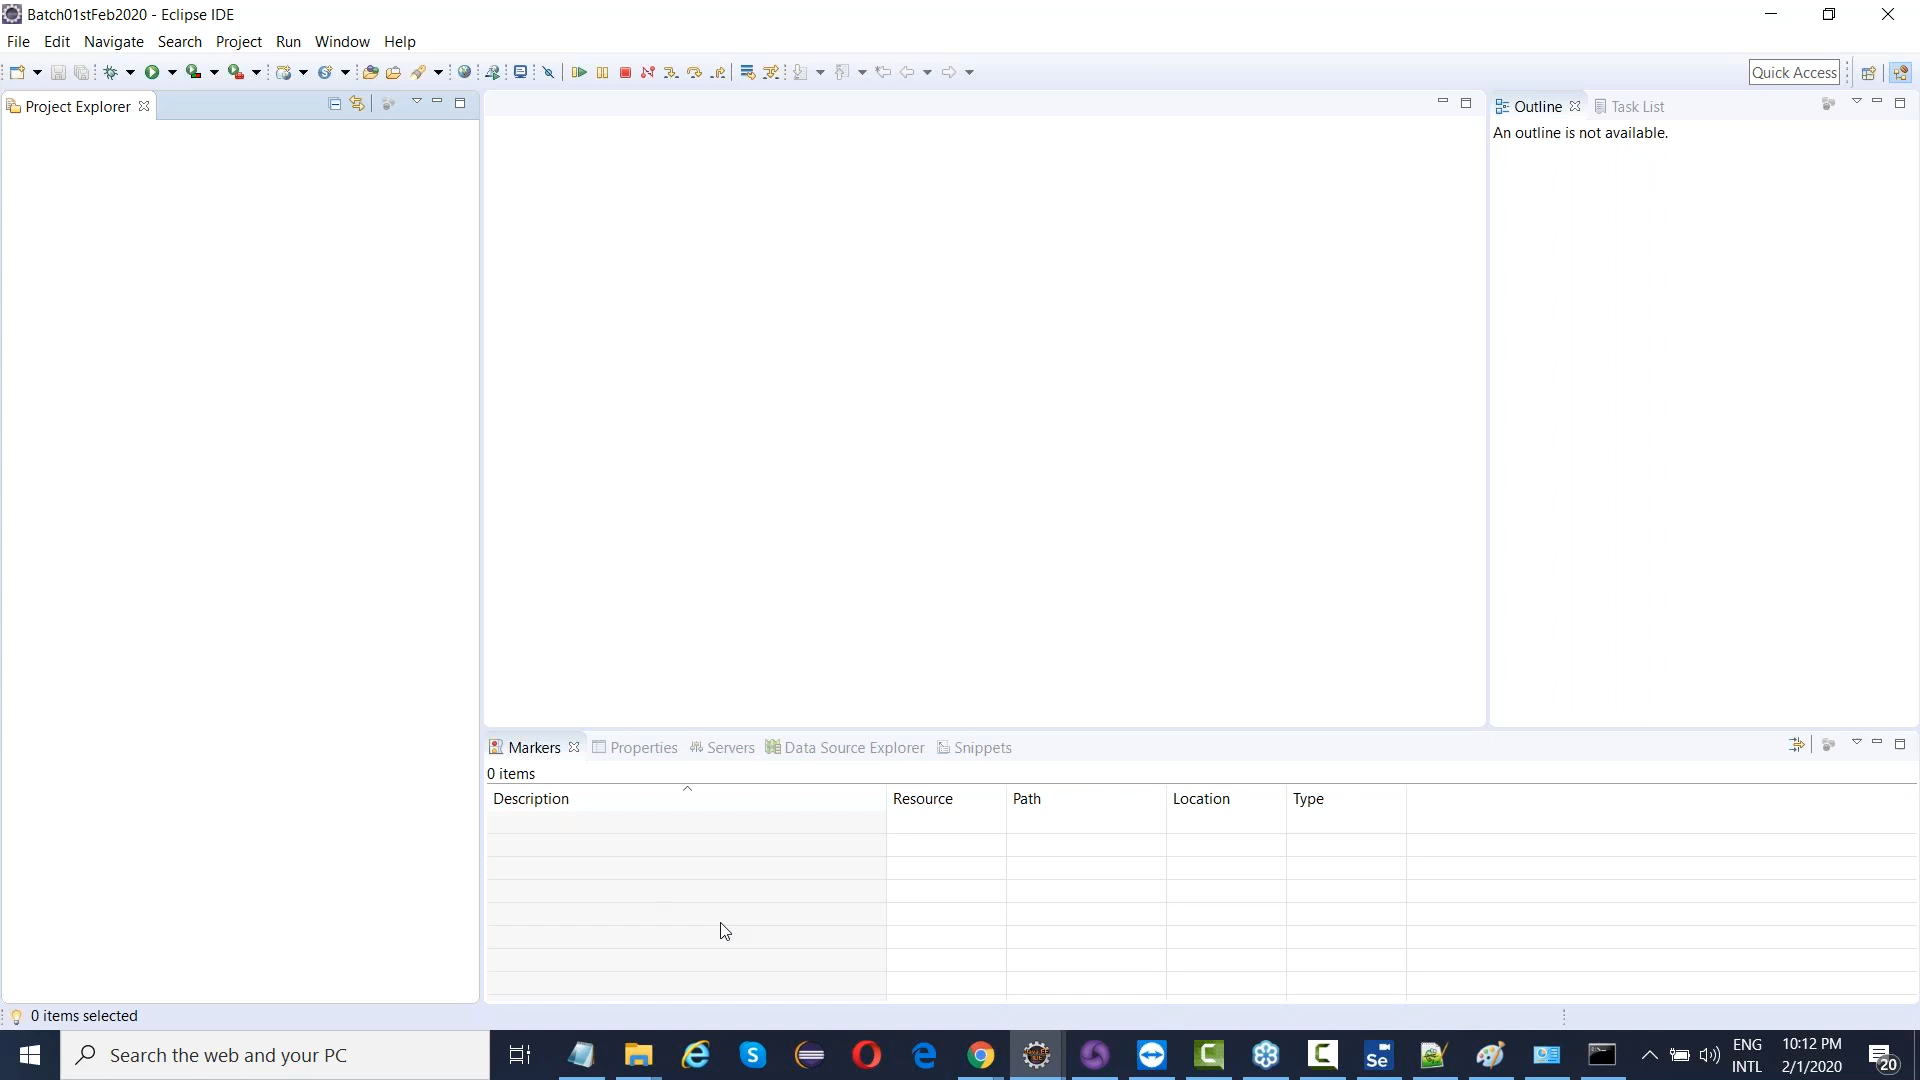 Batch01stFeb2020 - Eclipse IDE
File Edit Navigate Search Project Run Window Help
Quick Access
Project Explorer
Outline Task List
An outline is not available.
Markers Properties Servers Data Source Explorer Snippets
0 items
Description Resource Path Location Type
0 items selected
Search the web and your PC
Se
ENG
INTL
10:12 PM
2/1/2020
20